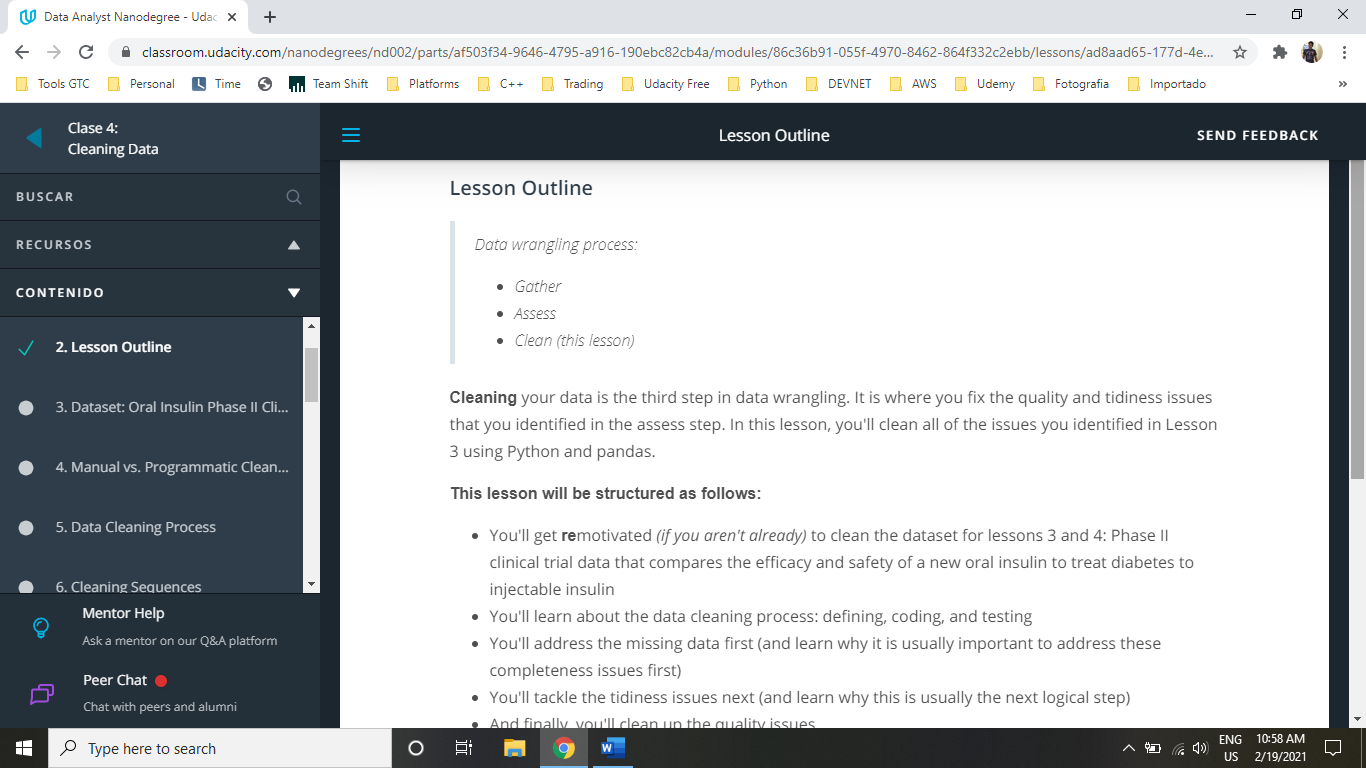 Data Analyst Nanodegree - Udac
classroom.udacity.com/nanodegrees/nd002/parts/af503f34-9646-4795-a916-190ebc82cb4a/modules/86c36b91-055f-4970-8462-864f332c2ebb/lessons/ad8aad65-177d-4e...
Tools GTC Personal Time Team Shift Platforms C++ Trading Udacity Free Python DEVNET AWS Udemy Fotografia Importado »
Clase 4:
Cleaning Data
BUSCAR
RECURSOS
CONTENIDO
2. Lesson Outline
3. Dataset: Oral Insulin Phase II Cli...
4. Manual vs. Programmatic Clean...
5. Data Cleaning Process
6. Cleaning Sequences
Mentor Help
Ask a mentor on our Q&A platform
Peer Chat
Chat with peers and alumni
Lesson Outline
SEND FEEDBACK
Lesson Outline
Data wrangling process:
• Gather
• Assess
• Clean (this lesson)
Cleaning your data is the third step in data wrangling. It is where you fix the quality and tidiness issues
that you identified in the assess step. In this lesson, you'll clean all of the issues you identified in Lesson
3 using Python and pandas.
This lesson will be structured as follows:
• You'll get remotivated (if you aren't already) to clean the dataset for lessons 3 and 4: Phase II
clinical trial data that compares the efficacy and safety of a new oral insulin to treat diabetes to
injectable insulin
• You'll learn about the data cleaning process: defining, coding, and testing
• You'll address the missing data first (and learn why it is usually important to address these
completeness issues first)
• You'll tackle the tidiness issues next (and learn why this is usually the next logical step)
• And finally, you'll clean up the quality issues
Type here to search
W
ENG
US
10:58 AM
2/19/2021